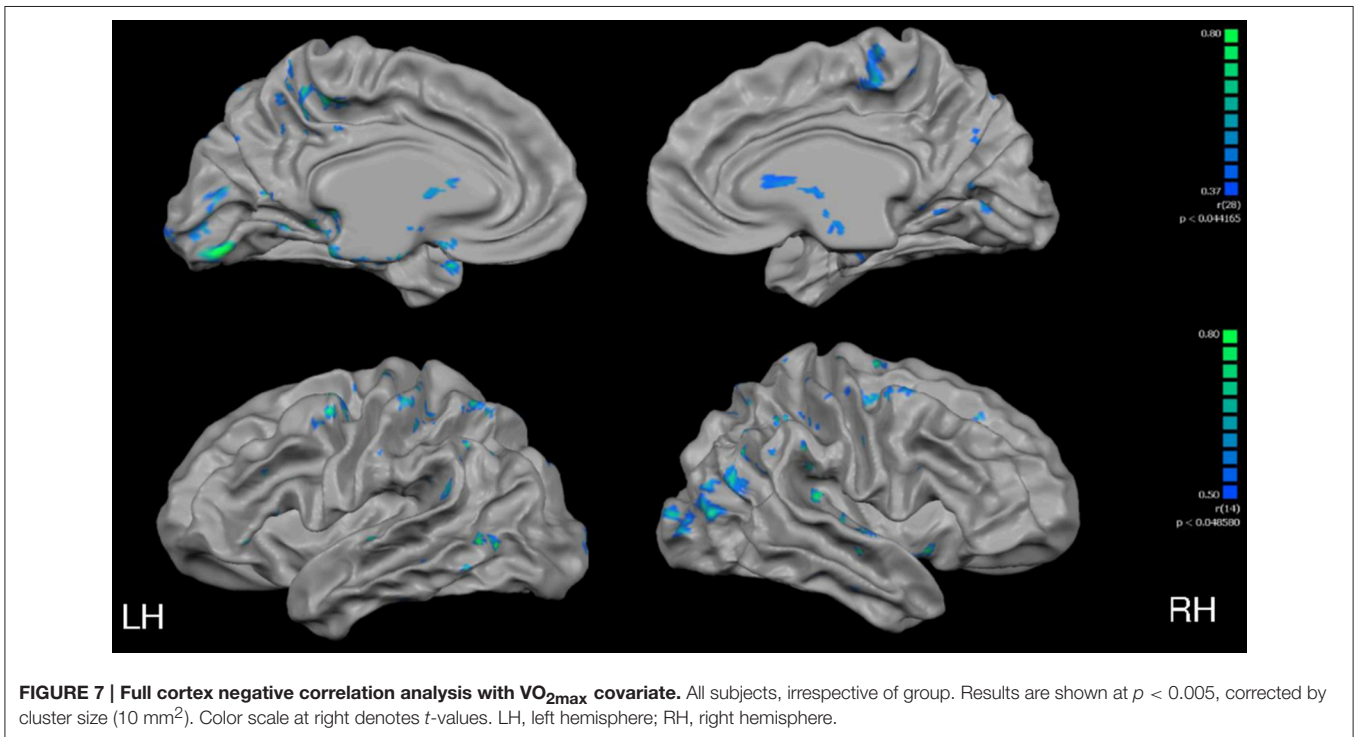 0.80
0.37
r(28)
p < 0.044165
0.80
0.50
r(14)
p < 0.048580
LH
RH
FIGURE 7 | Full cortex negative correlation analysis with VO2max covariate. All subjects, irrespective of group. Results are shown at p < 0.005, corrected by
cluster size (10 mm²). Color scale at right denotes t-values. LH, left hemisphere; RH, right hemisphere.